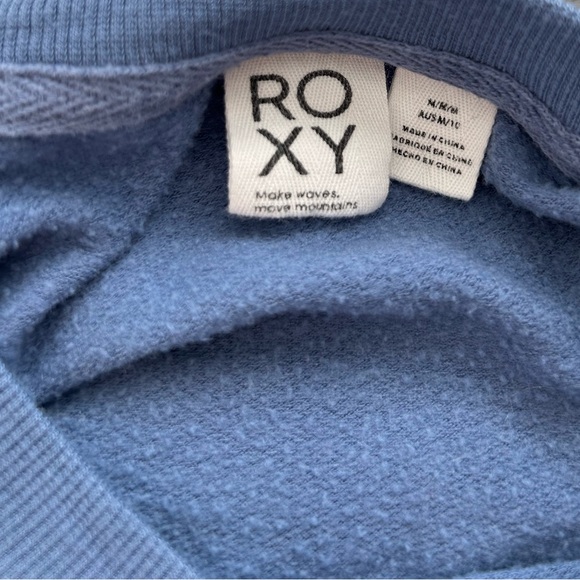 RO
XY
Make waves,
move mountains
M/M/M
AUS M/10
MADE IN CHINA
FABRIQUÉ EN CHINE
HECHO EN CHINA